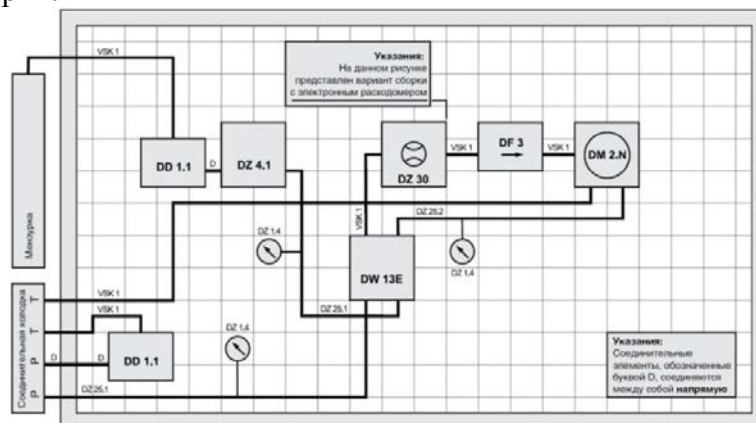 VSK 1
Указания:
На данном рисунке
представлен вариант сборки
с электронным расходомером
Мензурка
DD 1.1
D
DZ 4.1
DZ 30
VSK 1
DF 3
VSK 1
DM 2.N
VSK 1
DZ 25.2
DZ 1.4
DZ 1.4
DW 13E
VSK 1
T
VSK 1
T
DZ 25.1
DZ 1.4
Соединительная колодка
D
D
P
DD 1.1
P
DZ 25.1
Указания:
Соединительные
элементы, обозначенные
буквой D, соединяются
между собой напрямую